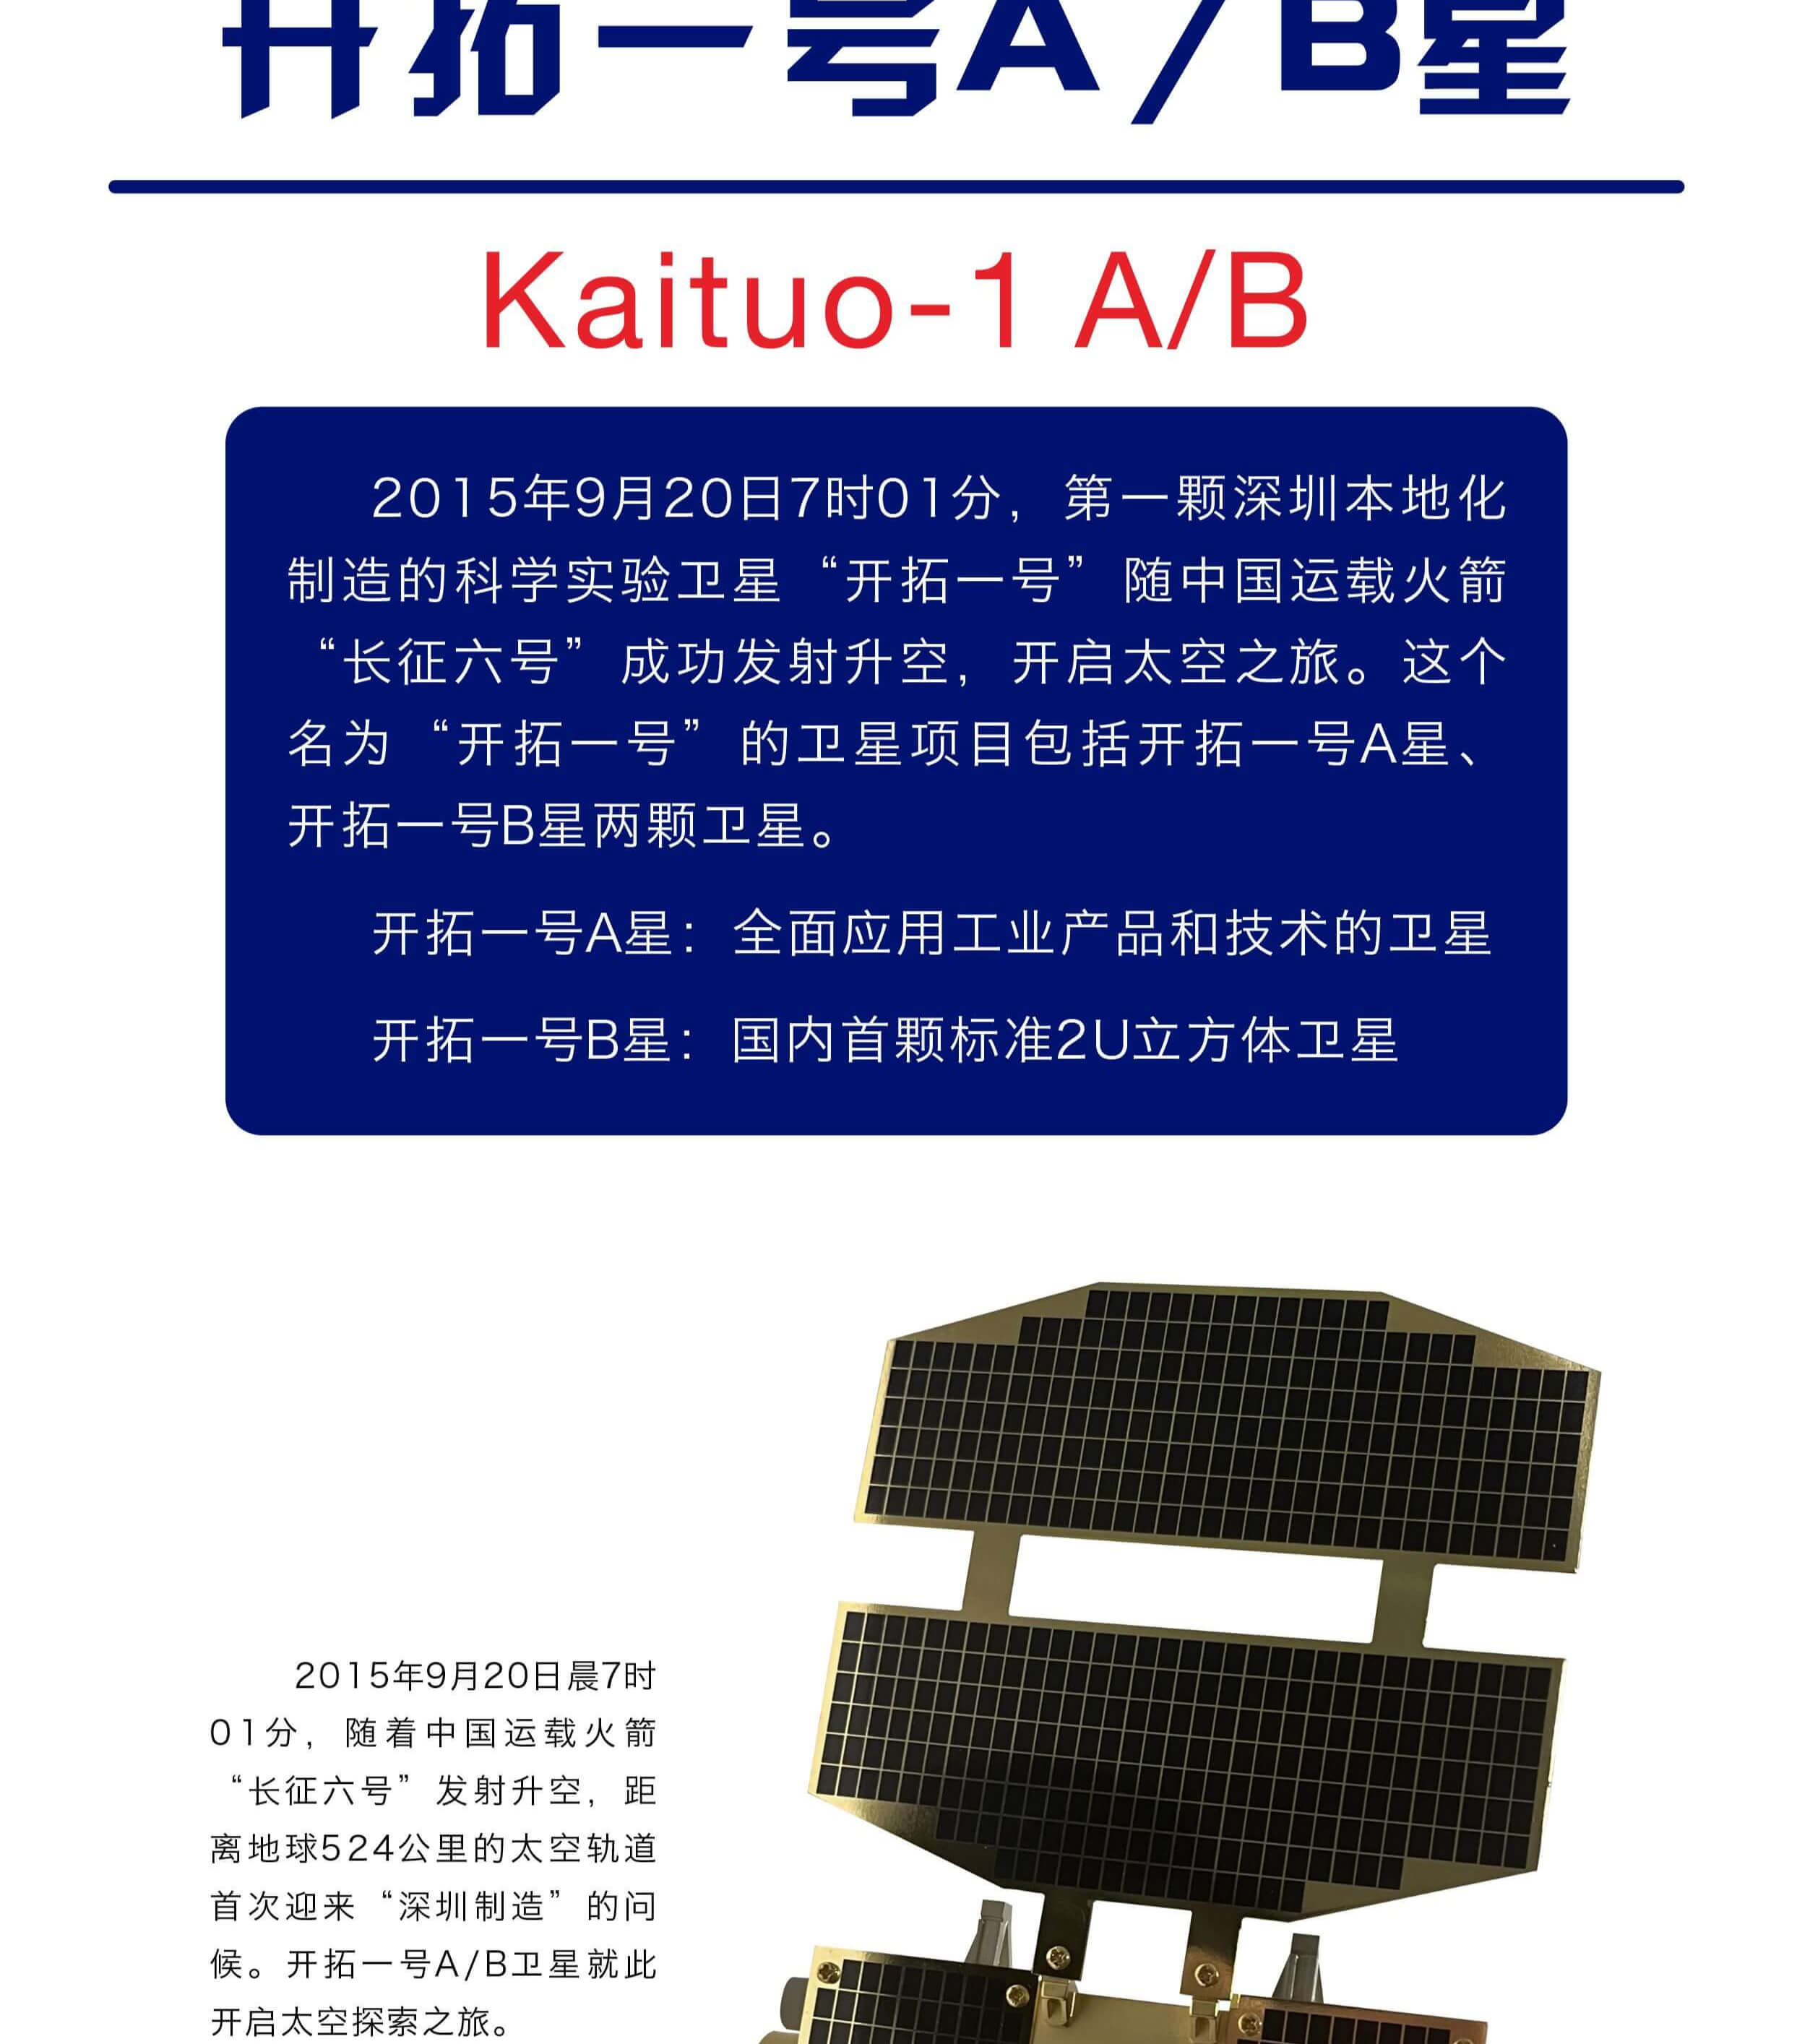 开拓一号A/B星
Kaituo-1 A/B
2015年9月20日7时01分，第一颗深圳本地化
制造的科学实验卫星“开拓一号”随中国运载火箭
“长征六号”成功发射升空，开启太空之旅。这个
名为“开拓一号”的卫星项目包括开拓一号A星、
开拓一号B星两颗卫星。
开拓一号A星：全面应用工业产品和技术的卫星
开拓一号B星：国内首颗标准2U立方体卫星
2015年9月20日晨7时
01分，随着中国运载火箭
“长征六号”发射升空，距
离地球524公里的太空轨道
首次迎来“深圳制造”的问
候。开拓一号A/B卫星就此
开启太空探索之旅。